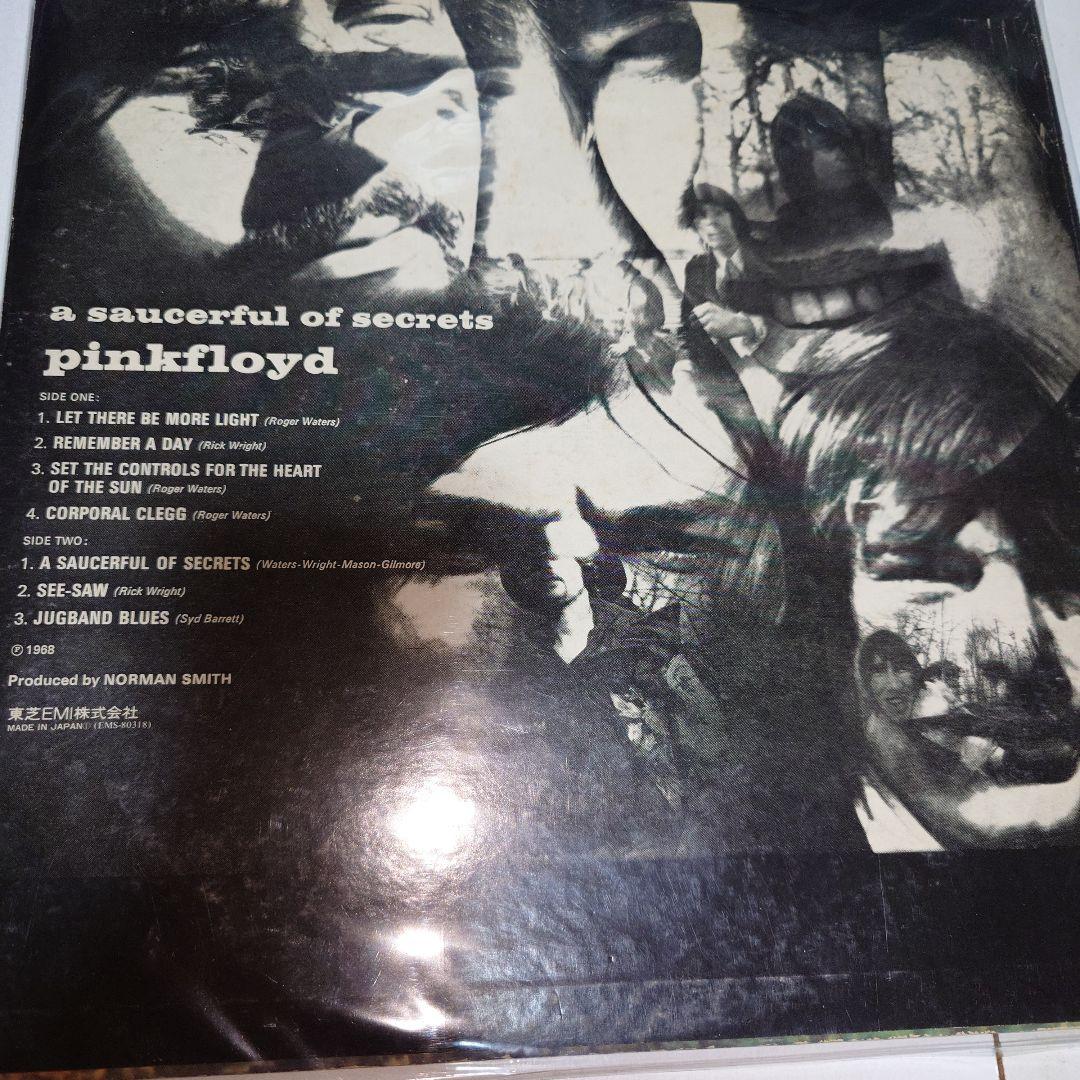 a saucerful of secrets
pinkfloyd
SIDE ONE:
1. LET THERE BE MORE LIGHT (Roger Waters)
2. REMEMBER A DAY (Rick Wright)
3. SET THE CONTROLS FOR THE HEART
OF THE SUN (Roger Waters)
4. CORPORAL CLEGG (Roger Waters)
SIDE TWO:
1. A SAUCERFUL OF SECRETS (Waters-Wright-Mason-Gilmore)
2. SEE-SAW (Rick Wright)
3. JUGBAND BLUES (Syd Barrett)
℗ 1968
Produced by NORMAN SMITH
東芝EMI株式会社
MADE IN JAPAN Ⓣ (EMS-80318)